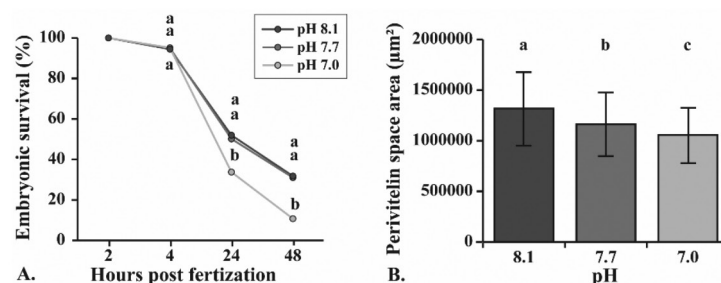 a
a
a
a
a
b
a
a
b
pH 8.1
pH 7.7
pH 7.0
Embryonic survival (%)
100
80
60
40
20
0
2 4 24 48
A. Hours post fertization
Perivitelin space area (µm²)
2000000
1500000
1000000
500000
0
a b c
8.1 7.7 7.0
B. pH